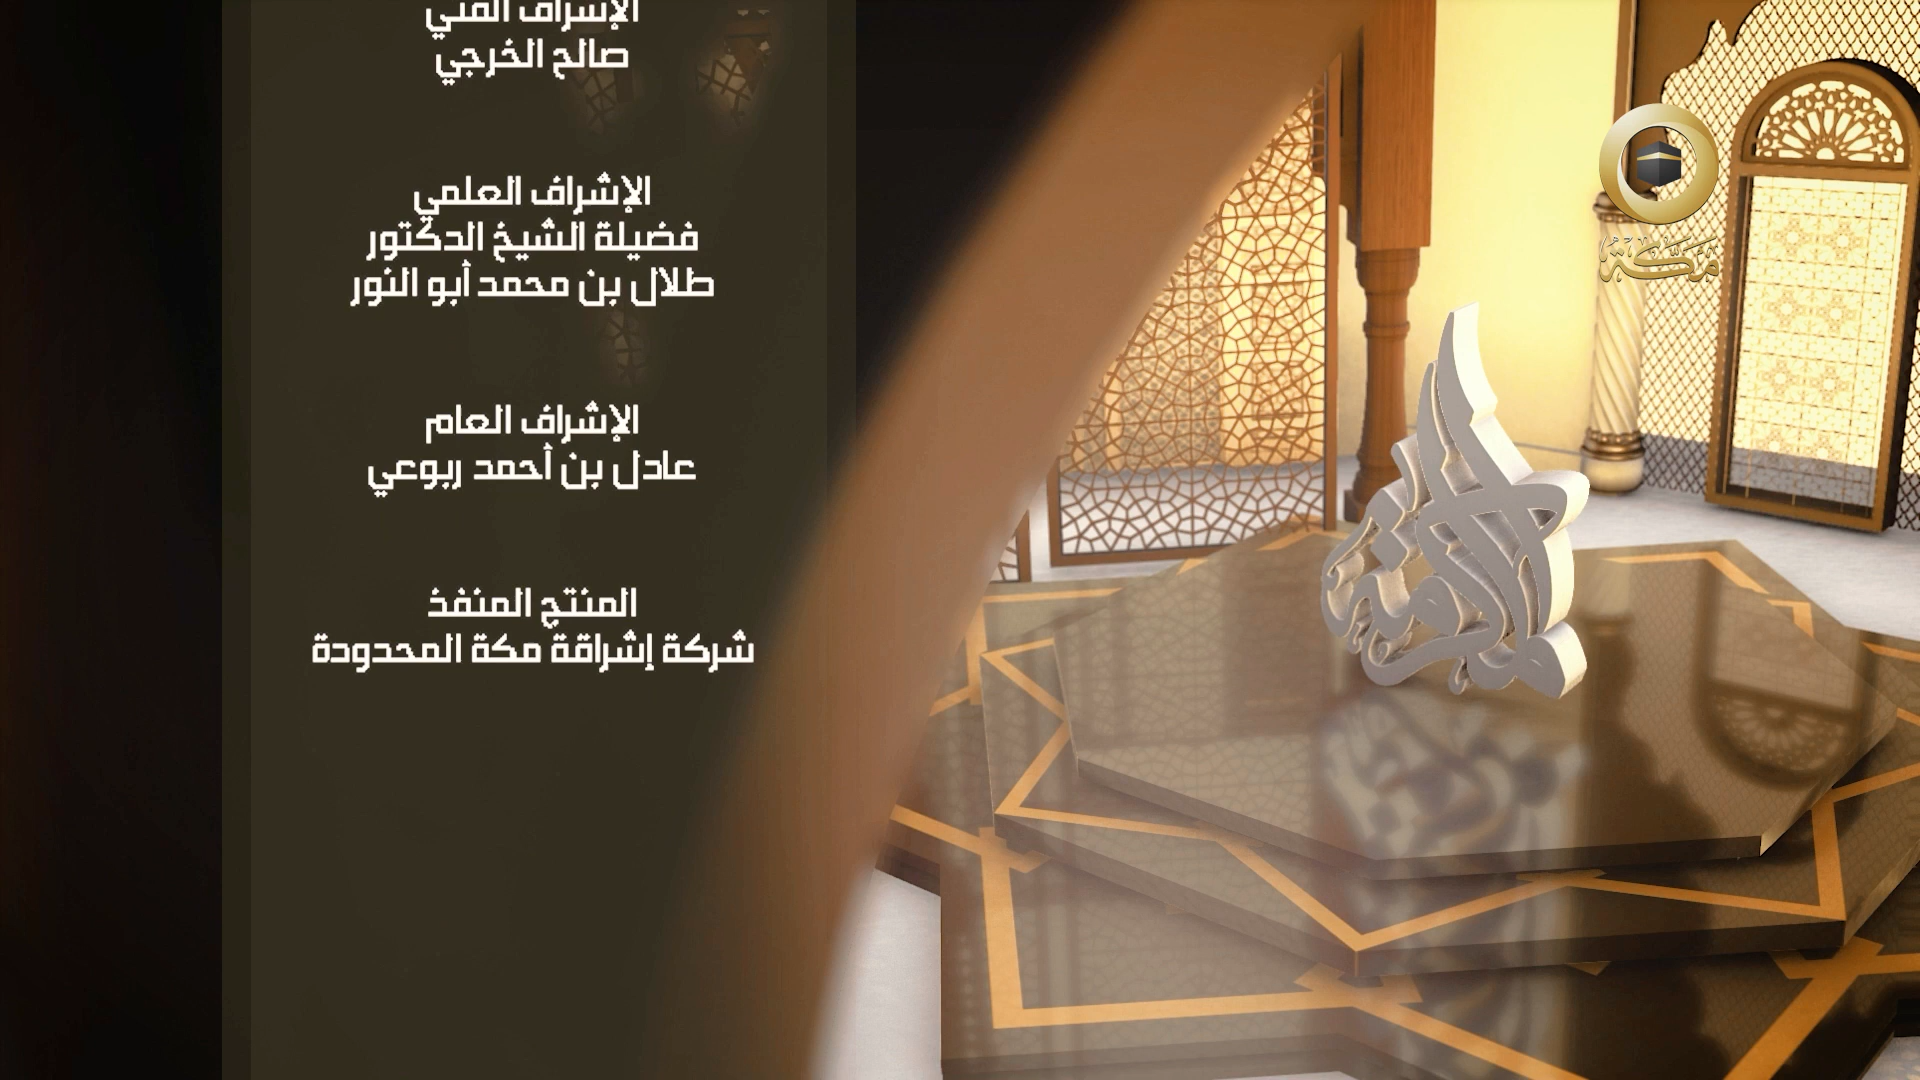 الإشراف الفني
صالح الخرجي
الإشراف العلمي
فضيلة الشيخ الدكتور
طلال بن محمد أبو النور
الإشراف العام
عادل بن أحمد ربوعي
المنتج المنفذ
شركة إشراقة مكة المحدودة
مكة